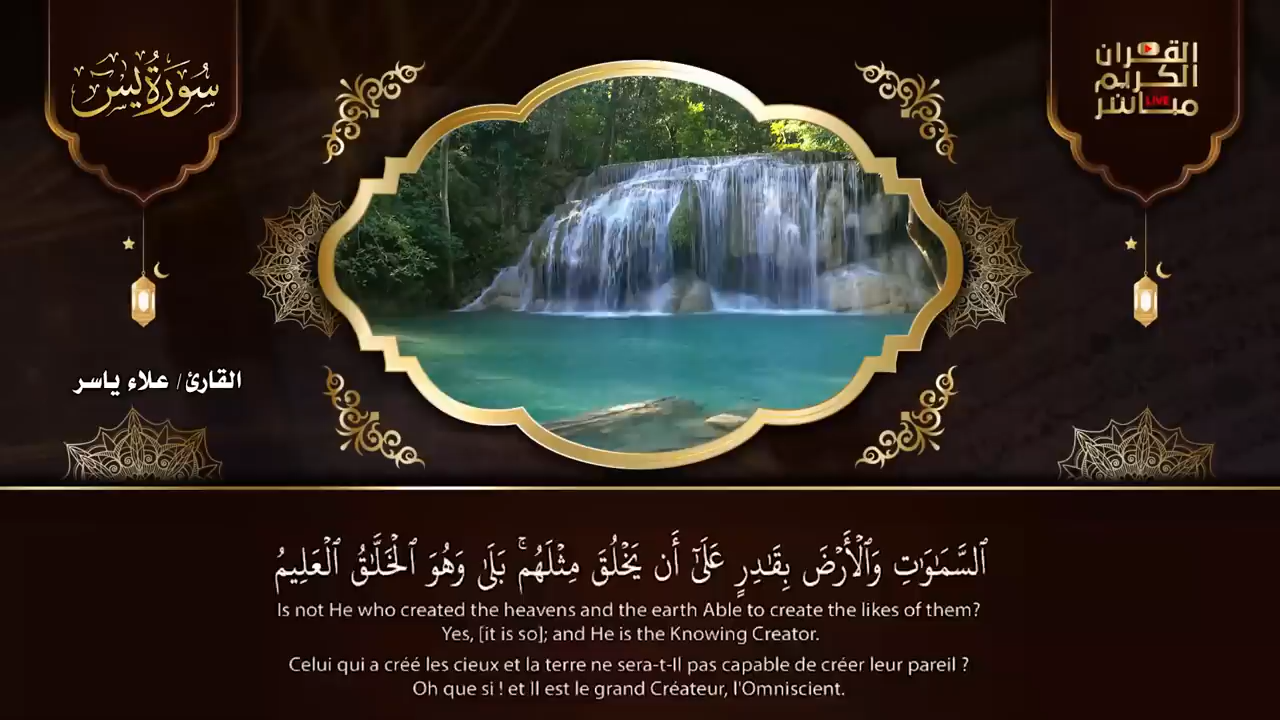 سُورَةُ يس
القرآن
الكريم
مباشر
LIVE
القارئ/ علاء ياسر
ٱلسَّمَٰوَٰتِ وَٱلْأَرْضَ بِقَٰدِرٍ عَلَىٰٓ أَن يَخْلُقَ مِثْلَهُم ۚ بَلَىٰ وَهُوَ ٱلْخَلَّٰقُ ٱلْعَلِيمُ
Is not He who created the heavens and the earth Able to create the likes of them?
Yes, [it is so]; and He is the Knowing Creator.
Celui qui a créé les cieux et la terre ne sera-t-Il pas capable de créer leur pareil ?
Oh que si ! et Il est le grand Créateur, l'Omniscient.